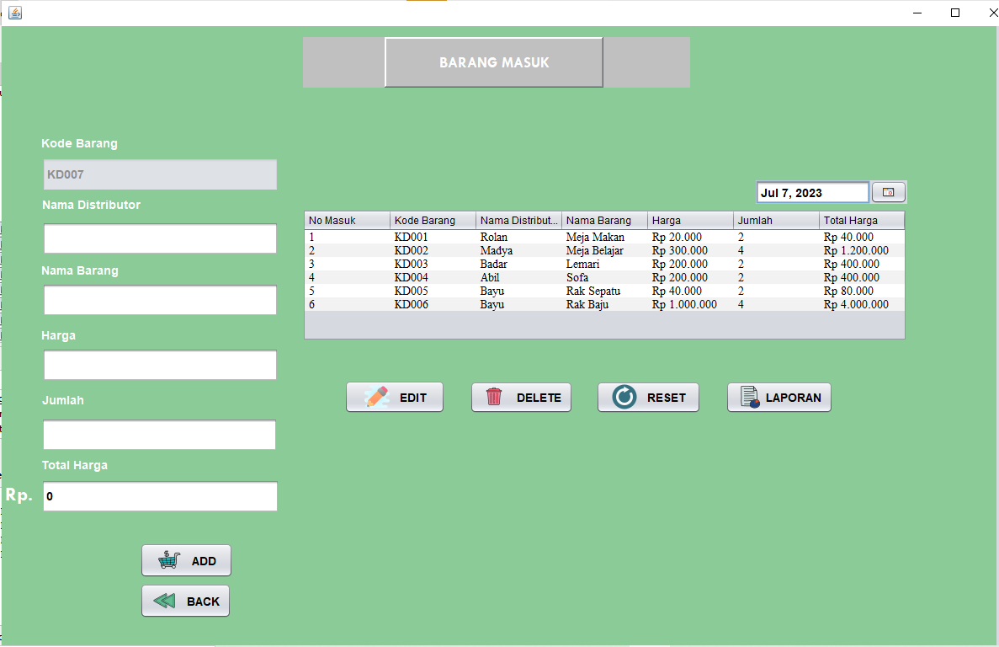 BARANG MASUK
Kode Barang
KD007
Nama Distributor
Nama Barang
Harga
Jumlah
Total Harga
Rp. 0
ADD
BACK
Jul 7, 2023
No Masuk Kode Barang Nama Distribut... Nama Barang Harga Jumlah Total Harga
1 KD001 Rolan Meja Makan Rp 20.000 2 Rp 40.000
2 KD002 Madya Meja Belajar Rp 300.000 4 Rp 1.200.000
3 KD003 Badar Lemari Rp 200.000 2 Rp 400.000
4 KD004 Abil Sofa Rp 200.000 2 Rp 400.000
5 KD005 Bayu Rak Sepatu Rp 40.000 2 Rp 80.000
6 KD006 Bayu Rak Baju Rp 1.000.000 4 Rp 4.000.000
EDIT DELETE RESET LAPORAN